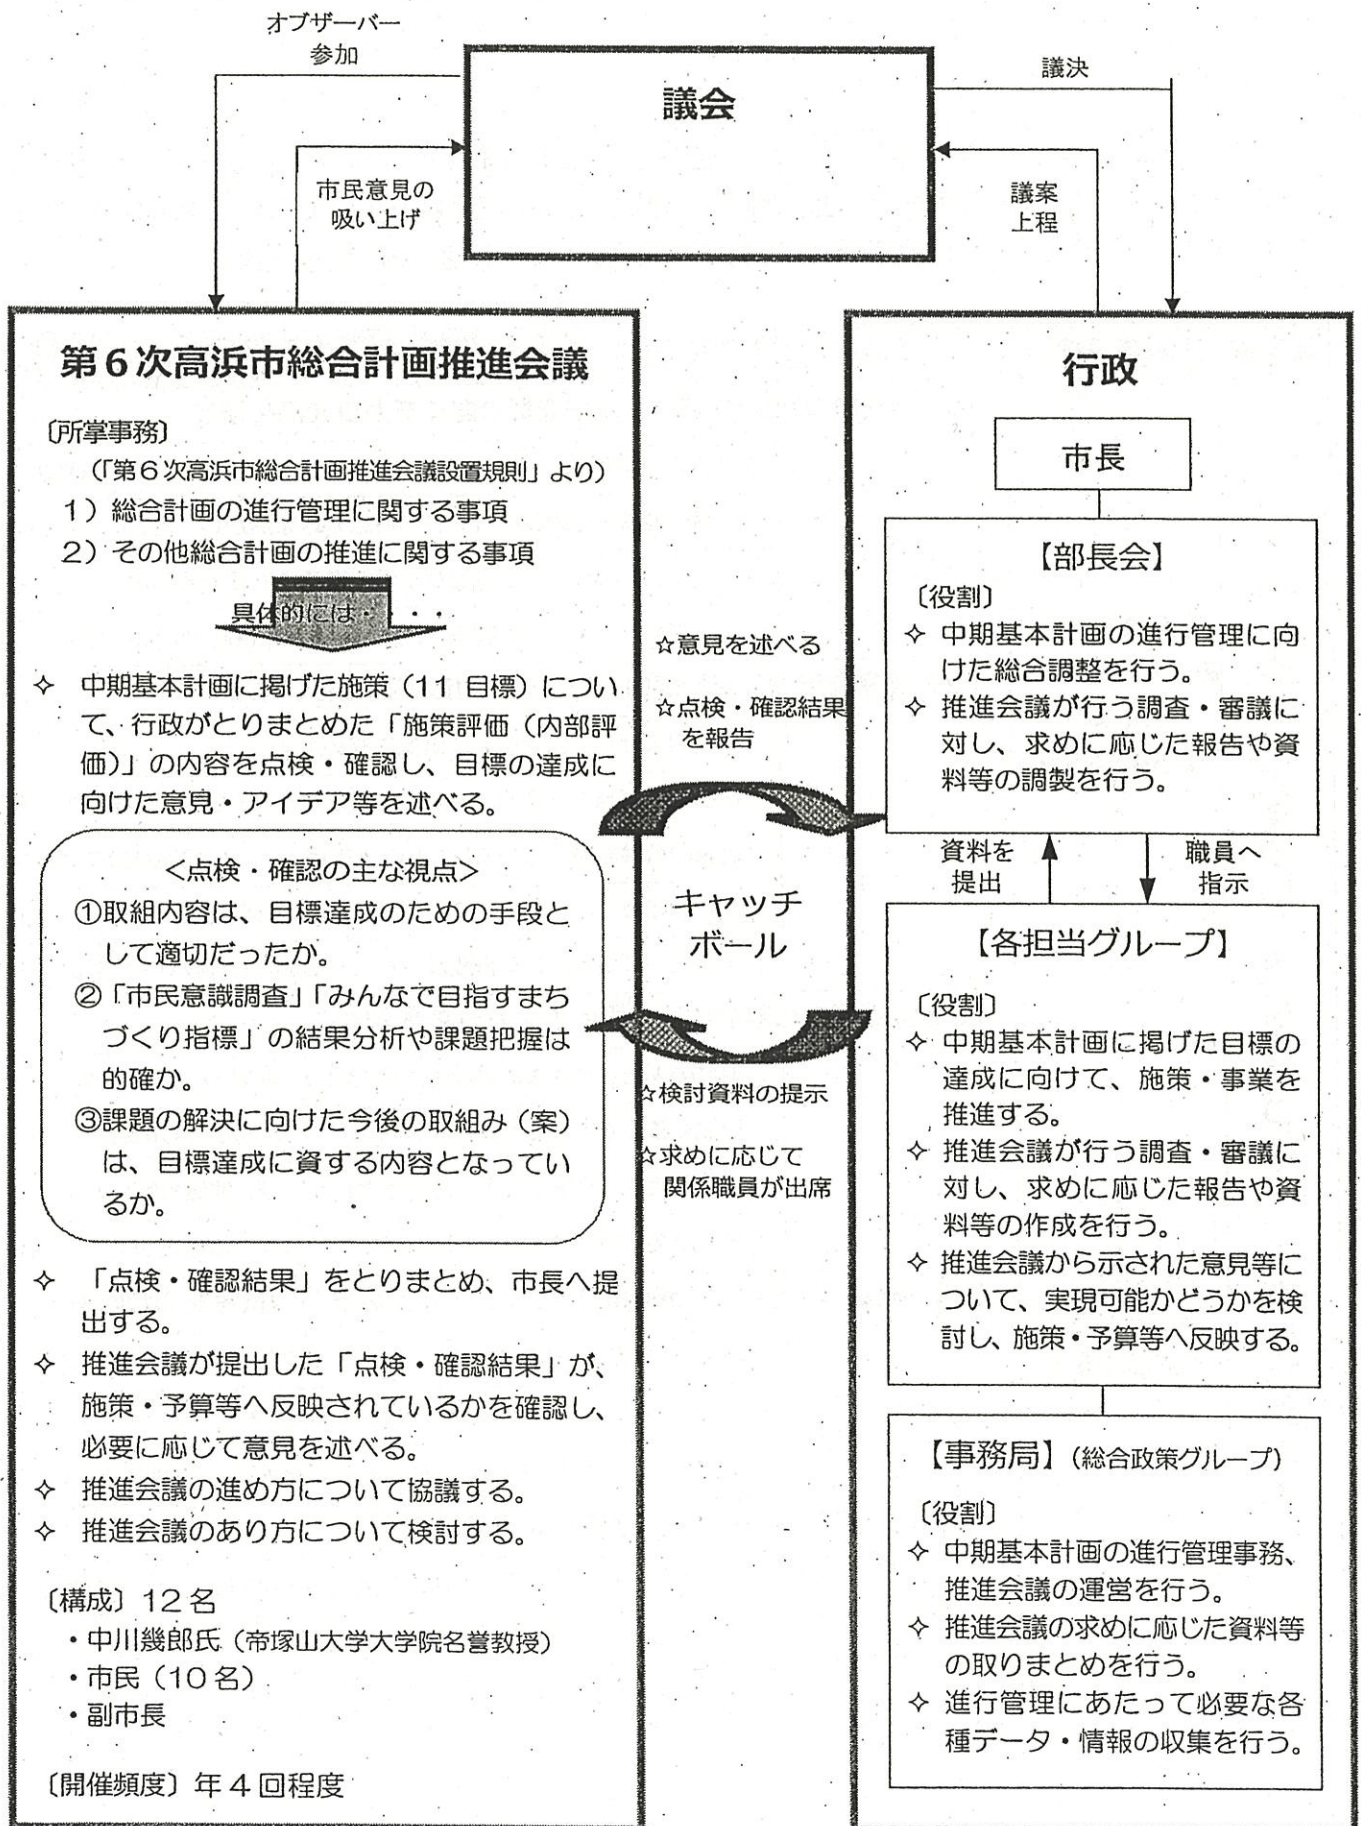 オブザーバー
参加
議会
議決
市民意見の
吸い上げ
議案
上程
第6次高浜市総合計画推進会議
〔所掌事務〕
(「第6次高浜市総合計画推進会議設置規則」より)
1)総合計画の進行管理に関する事項
2)その他総合計画の推進に関する事項
具体的には・・・
✧ 中期基本計画に掲げた施策(11目標)につい
て、行政がとりまとめた「施策評価(内部評
価)」の内容を点検・確認し、目標の達成に
向けた意見・アイデア等を述べる。
<点検・確認の主な視点>
①取組内容は、目標達成のための手段と
して適切だったか。
②「市民意識調査」「みんなで目指すまち
づくり指標」の結果分析や課題把握は
的確か。
③課題の解決に向けた今後の取組み(案)
は、目標達成に資する内容となってい
るか。
✧ 「点検・確認結果」をとりまとめ、市長へ提
出する。
✧ 推進会議が提出した「点検・確認結果」が、
施策・予算等へ反映されているかを確認し、
必要に応じて意見を述べる。
✧ 推進会議の進め方について協議する。
✧ 推進会議のあり方について検討する。
〔構成〕12名
・中川幾郎氏(帝塚山大学大学院名誉教授)
・市民(10名)
・副市長
〔開催頻度〕年4回程度
☆意見を述べる
☆点検・確認結果
を報告
キャッチ
ボール
☆検討資料の提示
☆求めに応じて
関係職員が出席
行政
市長
【部長会】
〔役割〕
✧ 中期基本計画の進行管理に向
けた総合調整を行う。
✧ 推進会議が行う調査・審議に
対し、求めに応じた報告や資
料等の調製を行う。
資料を
提出
職員へ
指示
【各担当グループ】
〔役割〕
✧ 中期基本計画に掲げた目標の
達成に向けて、施策・事業を
推進する。
✧ 推進会議が行う調査・審議に
対し、求めに応じた報告や資
料等の作成を行う。
✧ 推進会議から示された意見等に
ついて、実現可能かどうかを検
討し、施策・予算等へ反映する。
【事務局】(総合政策グループ)
〔役割〕
✧ 中期基本計画の進行管理事務、
推進会議の運営を行う。
✧ 推進会議の求めに応じた資料等
の取りまとめを行う。
✧ 進行管理にあたって必要な各
種データ・情報の収集を行う。